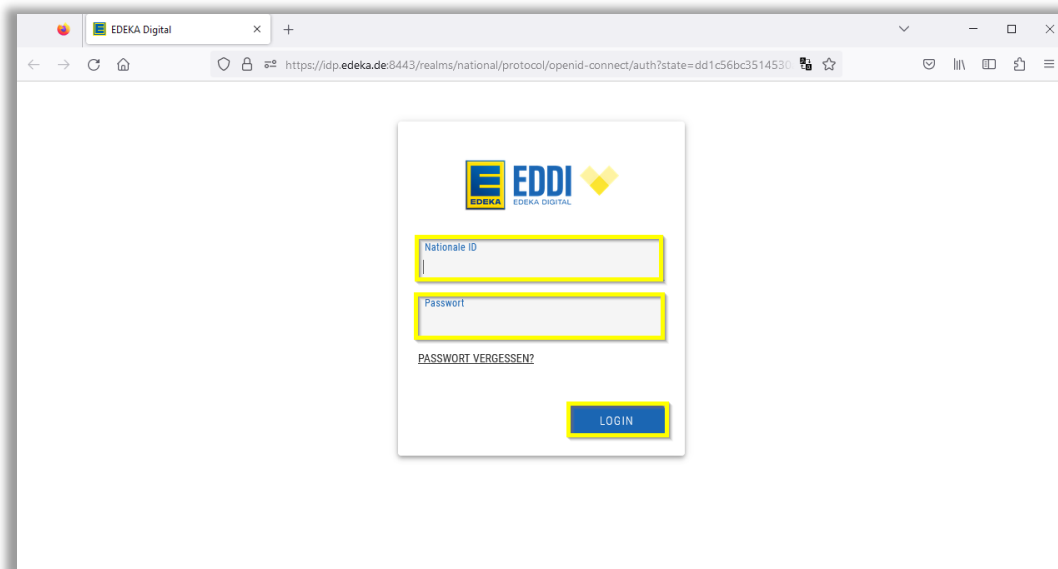 EDEKA Digital
https://idp.edeka.de:8443/realms/national/protocol/openid-connect/auth?state=dd1c56bc351453
EDEKA
EDDI
EDEKA DIGITAL
Nationale ID
Passwort
PASSWORT VERGESSEN?
LOGIN